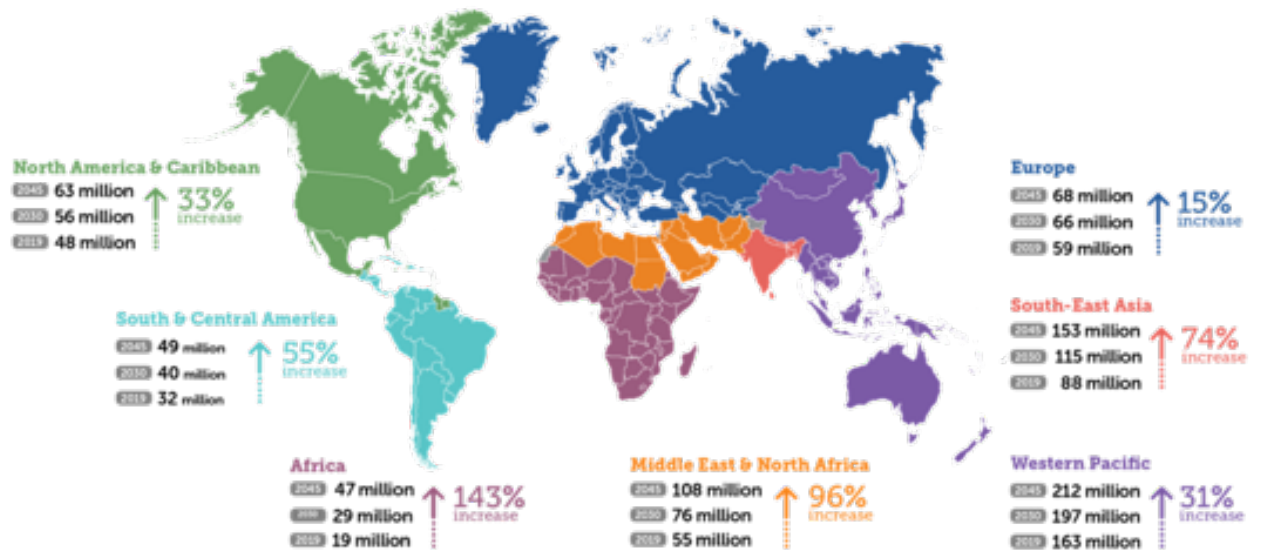 North America & Caribbean
2045 63 million
2030 56 million
2019 48 million
33%
increase
South & Central America
2045 49 million
2030 40 million
2019 32 million
55%
increase
Africa
2045 47 million
2030 29 million
2019 19 million
143%
increase
Middle East & North Africa
2045 108 million
2030 76 million
2019 55 million
96%
increase
Europe
2045 68 million
2030 66 million
2019 59 million
15%
increase
South-East Asia
2045 153 million
2030 115 million
2019 88 million
74%
increase
Western Pacific
2045 212 million
2030 197 million
2019 163 million
31%
increase